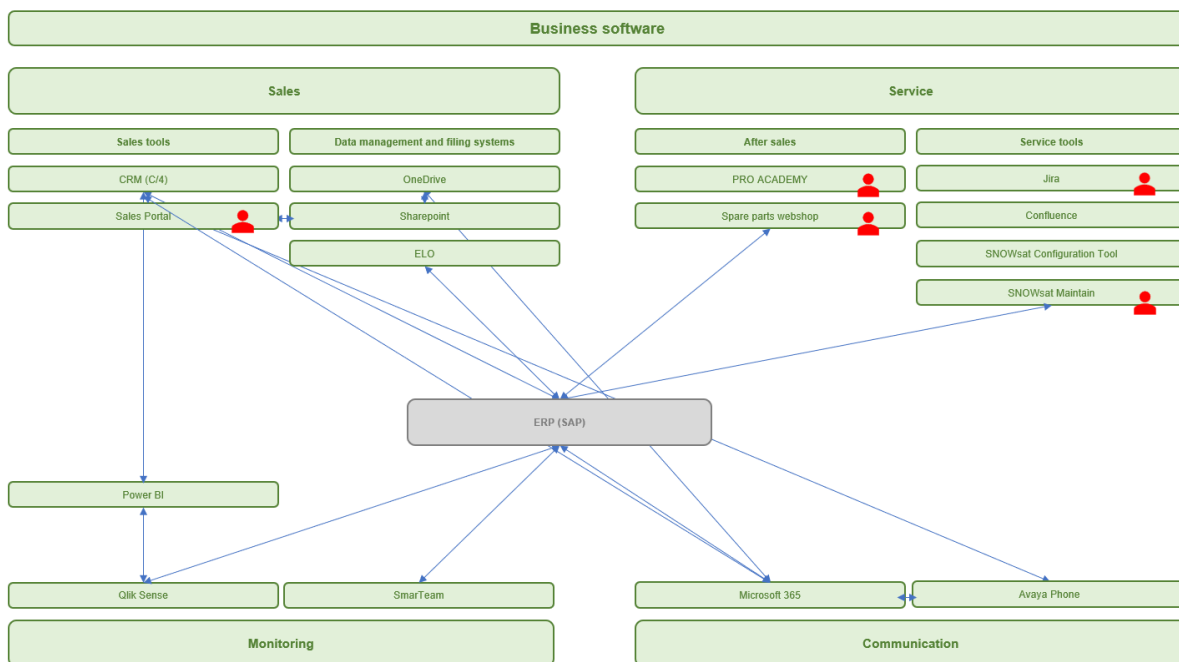 Business software
Sales
Service
Sales tools
Data management and filing systems
After sales
Service tools
CRM (C/4)
OneDrive
PRO ACADEMY
Jira
Sales Portal
Sharepoint
Spare parts webshop
Confluence
ELO
SNOWsat Configuration Tool
SNOWsat Maintain
ERP (SAP)
Power BI
Qlik Sense
SmarTeam
Microsoft 365
Avaya Phone
Monitoring
Communication